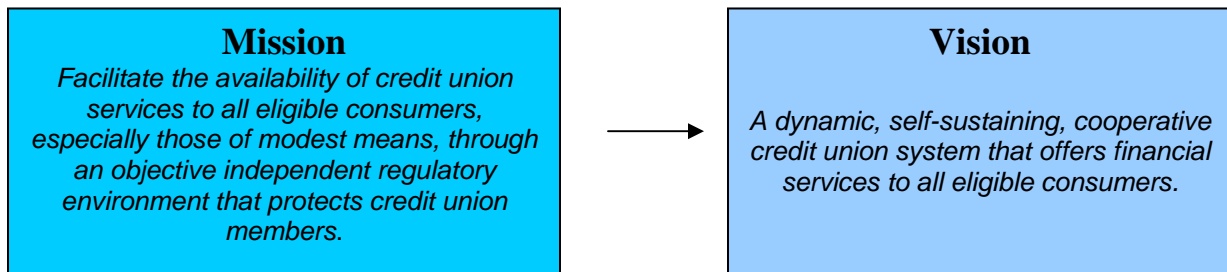 Mission
Facilitate the availability of credit union
services to all eligible consumers,
especially those of modest means, through
an objective independent regulatory
environment that protects credit union
members.
Vision
A dynamic, self-sustaining, cooperative
credit union system that offers financial
services to all eligible consumers.